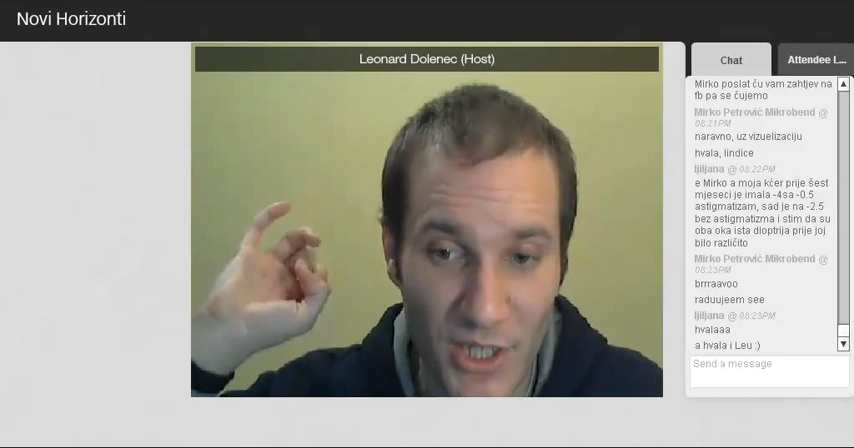 Novi Horizonti
Leonard Dolenec (Host)
Chat
Attendee L...
Mirko poslat ću vam zahtjev na
fb pa se čujemo
Mirko Petrović Mikrobend @
08:21PM
naravno, uz vizuelizaciju
hvala, lindice
ljiljana @ 08:22PM
e Mirko a moja kćer prije šest
mjeseci je imala -4sa -0.5
astigmatizam, sad je na -2.5
bez astigmatizma i stim da su
oba oka ista dioptrija prije joj
bilo različito
Mirko Petrović Mikrobend @
08:23PM
brrraavoo
raduujeem see
ljiljana @ 08:23PM
hvalaaa
a hvala i Leu :)
Send a message